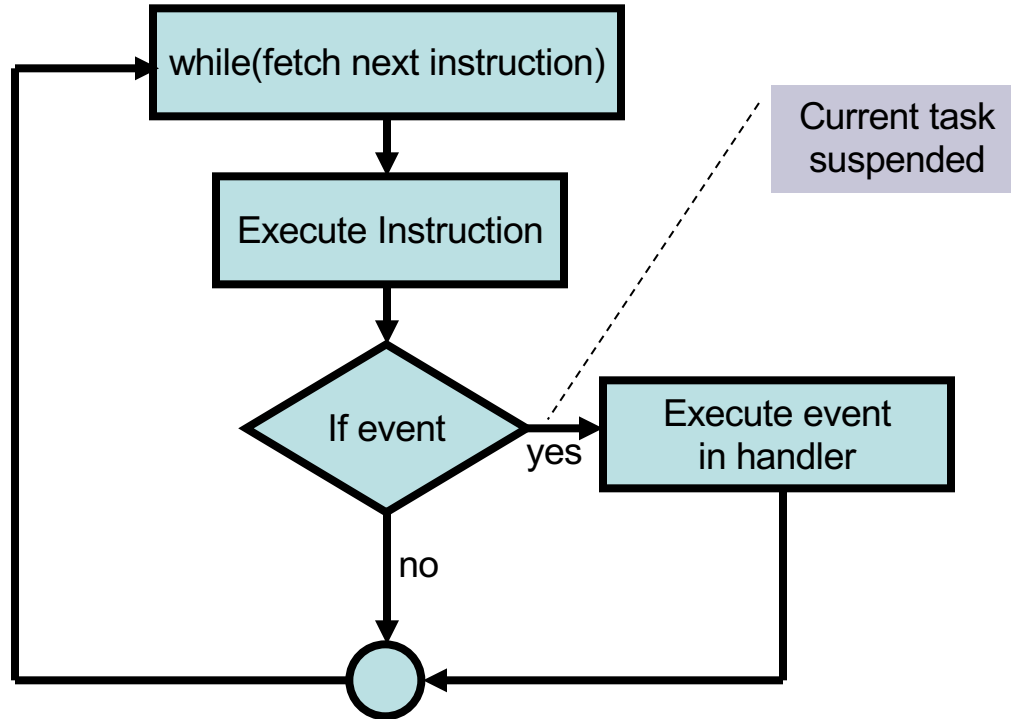 while(fetch next instruction)
Current task
suspended
Execute Instruction
If event
yes
Execute event
in handler
no